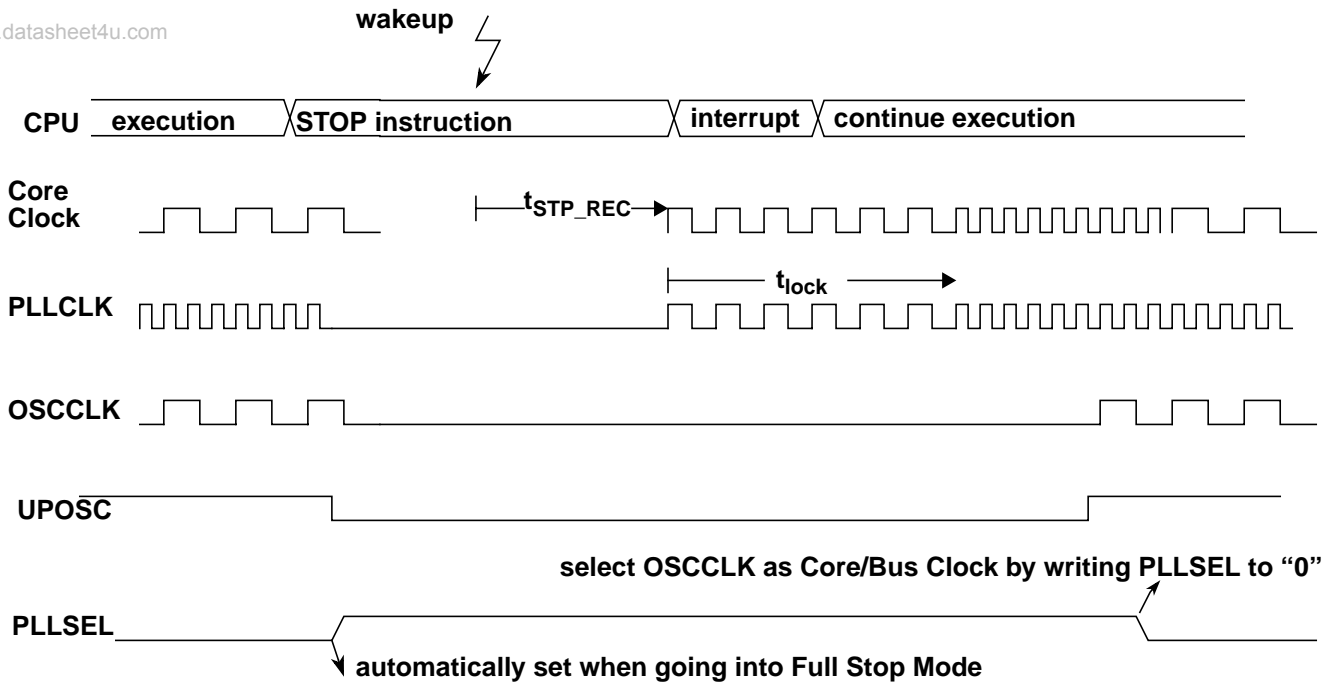 .datasheet4u.com
wakeup
CPU execution STOP instruction interrupt continue execution
Core
Clock
tSTP_REC
tlock
PLLCLK
OSCCLK
UPOSC
select OSCCLK as Core/Bus Clock by writing PLLSEL to “0”
PLLSEL
automatically set when going into Full Stop Mode